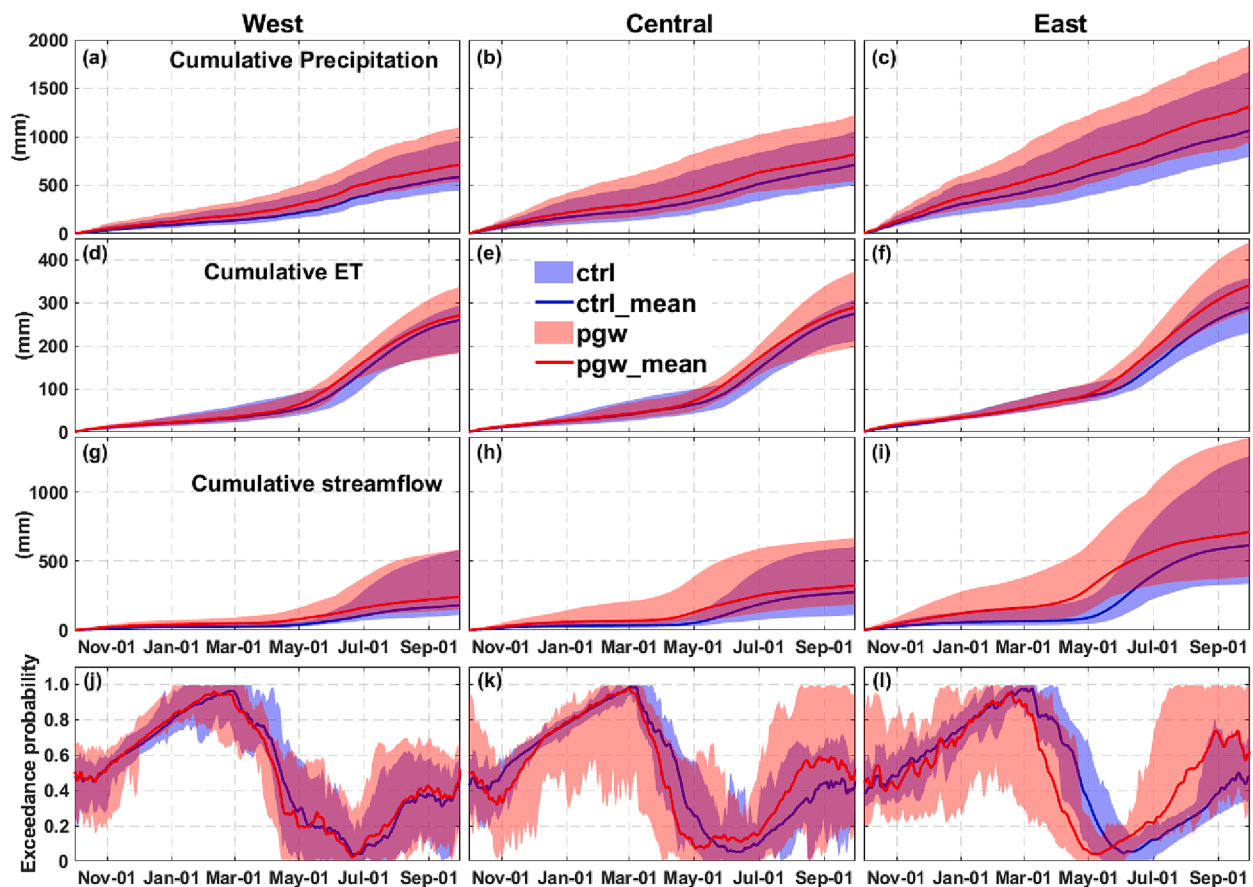 West Central East
2000
1500
1000
500
0
(mm)
(a) Cumulative Precipitation
(b)
(c)
400
300
200
100
0
(mm)
(d) Cumulative ET
(e)
ctrl
ctrl_mean
pgw
pgw_mean
(f)
1000
500
0
(mm)
(g)
Cumulative streamflow
(h)
(i)
Nov-01 Jan-01 Mar-01 May-01 Jul-01 Sep-01
Nov-01 Jan-01 Mar-01 May-01 Jul-01 Sep-01
Nov-01 Jan-01 Mar-01 May-01 Jul-01 Sep-01
Exceedance probability
1.0
0.8
0.6
0.4
0.2
0
(j)
(k)
(l)
Nov-01 Jan-01 Mar-01 May-01 Jul-01 Sep-01
Nov-01 Jan-01 Mar-01 May-01 Jul-01 Sep-01
Nov-01 Jan-01 Mar-01 May-01 Jul-01 Sep-01